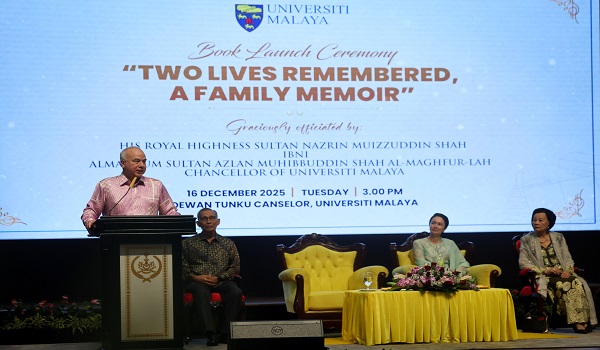 UNIVERSITI
MALAYA
Book Launch Ceremony
“TWO LIVES REMEMBERED,
A FAMILY MEMOIR”
Graciously officiated by:
HIS ROYAL HIGHNESS SULTAN NAZRIN MUIZZUDDIN SHAH
IBNI
ALMA UM SULTAN AZLAN MUHIBBUDDIN SHAH AL-MAGHFUR-LAH
CHANCELLOR OF UNIVERSITI MALAYA
16 DECEMBER 2025 | TUESDAY | 3.00 PM
DEWAN TUNKU CANSELOR, UNIVERSITI MALAYA